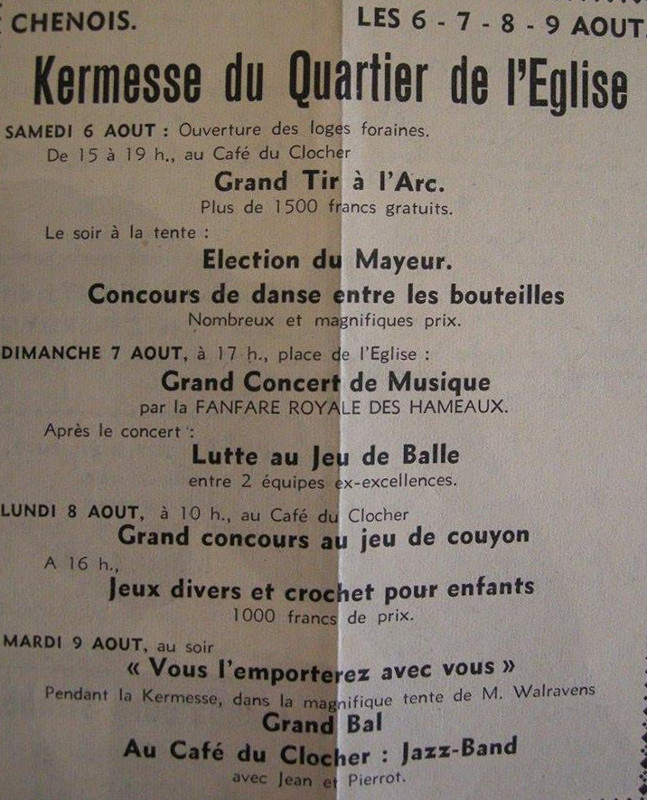 CHENOIS. LES 6 - 7 - 8 - 9 AOUT
Kermesse du Quartier de l'Eglise
SAMEDI 6 AOUT : Ouverture des loges foraines.
De 15 à 19 h., au Café du Clocher
Grand Tir à l'Arc.
Plus de 1500 francs gratuits.
Le soir à la tente :
Election du Mayeur.
Concours de danse entre les bouteilles
Nombreux et magnifiques prix.
DIMANCHE 7 AOUT, à 17 h., place de l'Eglise :
Grand Concert de Musique
par la FANFARE ROYALE DES HAMEAUX.
Après le concert :
Lutte au Jeu de Balle
entre 2 équipes ex-excellences.
LUNDI 8 AOUT, à 10 h., au Café du Clocher
Grand concours au jeu de couyon
A 16 h.,
Jeux divers et crochet pour enfants
1000 francs de prix.
MARDI 9 AOUT, au soir
« Vous l'emporterez avec vous »
Pendant la Kermesse, dans la magnifique tente de M. Walravens
Grand Bal
Au Café du Clocher : Jazz-Band
avec Jean et Pierrot.